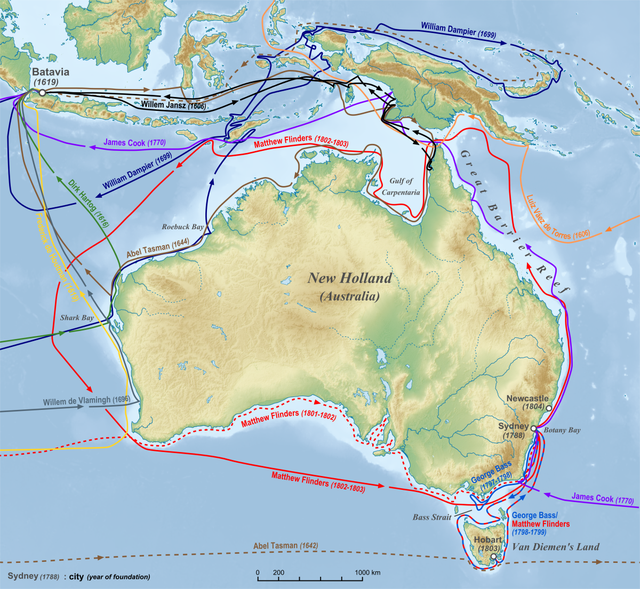 William Dampier (1699)
Batavia
(1619)
Willem Jansz (1606)
James Cook (1770)
Matthew Flinders (1802-1803)
William Dampier (1699)
Dirk Hartog (1616)
Gulf of
Carpentaria
Great Barrier Reef
Luis Váez de Torres (1606)
Roebuck Bay
Abel Tasman (1644)
New Holland
(Australia)
Shark Bay
Willem de Vlamingh (1696)
Newcastle
(1804)
Matthew Flinders (1801-1802)
Sydney
(1788)
Botany Bay
George Bass
(1797-1798)
Matthew Flinders (1802-1803)
James Cook (1770)
Bass Strait
George Bass/
Matthew Flinders
(1798-1799)
Hobart
(1803)
Van Diemen's Land
Abel Tasman (1642)
Sydney (1788) : city (year of foundation)
0 200 500 1000 km